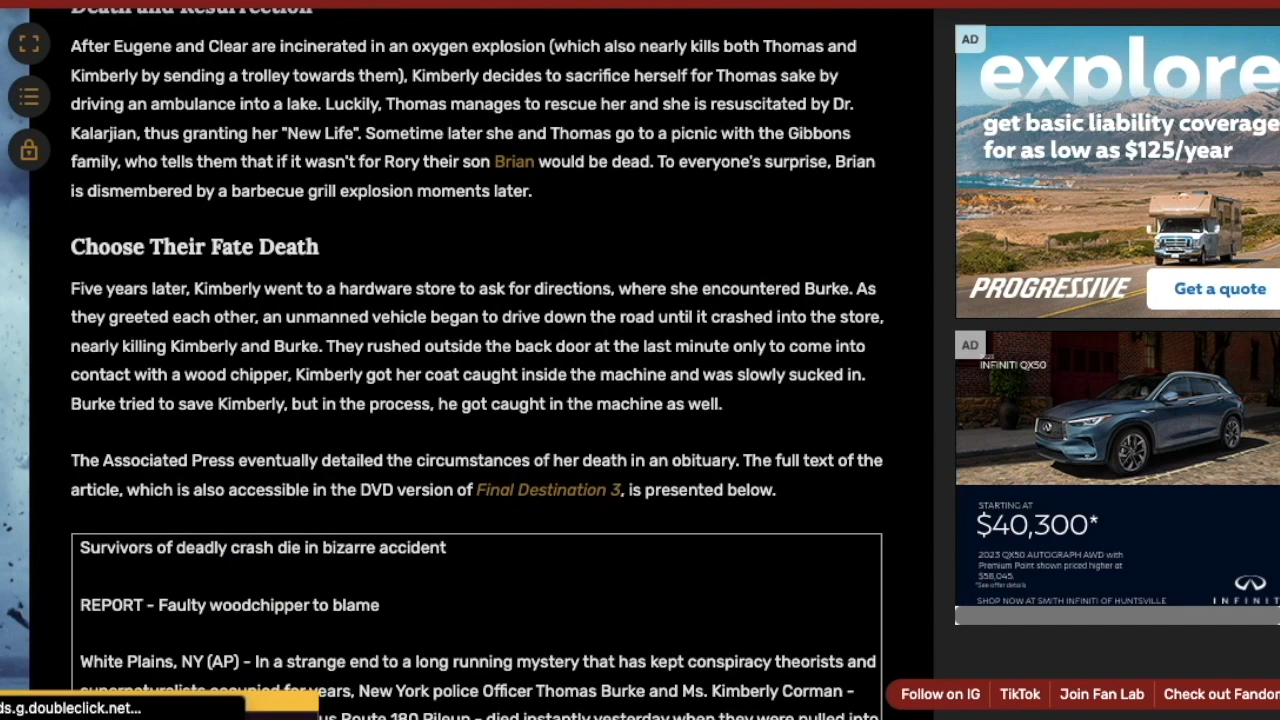 Death and Resurrection
After Eugene and Clear are incinerated in an oxygen explosion (which also nearly kills both Thomas and
Kimberly by sending a trolley towards them), Kimberly decides to sacrifice herself for Thomas sake by
driving an ambulance into a lake. Luckily, Thomas manages to rescue her and she is resuscitated by Dr.
Kalarjian, thus granting her "New Life". Sometime later she and Thomas go to a picnic with the Gibbons
family, who tells them that if it wasn't for Rory their son Brian would be dead. To everyone's surprise, Brian
is dismembered by a barbecue grill explosion moments later.
Choose Their Fate Death
Five years later, Kimberly went to a hardware store to ask for directions, where she encountered Burke. As
they greeted each other, an unmanned vehicle began to drive down the road until it crashed into the store,
nearly killing Kimberly and Burke. They rushed outside the back door at the last minute only to come into
contact with a wood chipper, Kimberly got her coat caught inside the machine and was slowly sucked in.
Burke tried to save Kimberly, but in the process, he got caught in the machine as well.
The Associated Press eventually detailed the circumstances of her death in an obituary. The full text of the
article, which is also accessible in the DVD version of Final Destination 3, is presented below.
Survivors of deadly crash die in bizarre accident
REPORT - Faulty woodchipper to blame
White Plains, NY (AP) - In a strange end to a long running mystery that has kept conspiracy theorists and
supernaturalists occupied for years, New York police Officer Thomas Burke and Ms. Kimberly Corman -
us Route 180 Pileup - died instantly yesterday when they were pulled into
ds.g.doubleclick.net...
AD
explore
get basic liability coverage
for as low as $125/year
PROGRESSIVE
Get a quote
AD
2023
INFINITI QX50
STARTING AT
$40,300*
2023 QX50 AUTOGRAPH AWD with
Premium Paint shown priced higher at
$58,045.
*See offer details
SHOP NOW AT SMITH INFINITI OF HUNTSVILLE
INFINIT
Follow on IG
TikTok
Join Fan Lab
Check out Fandom